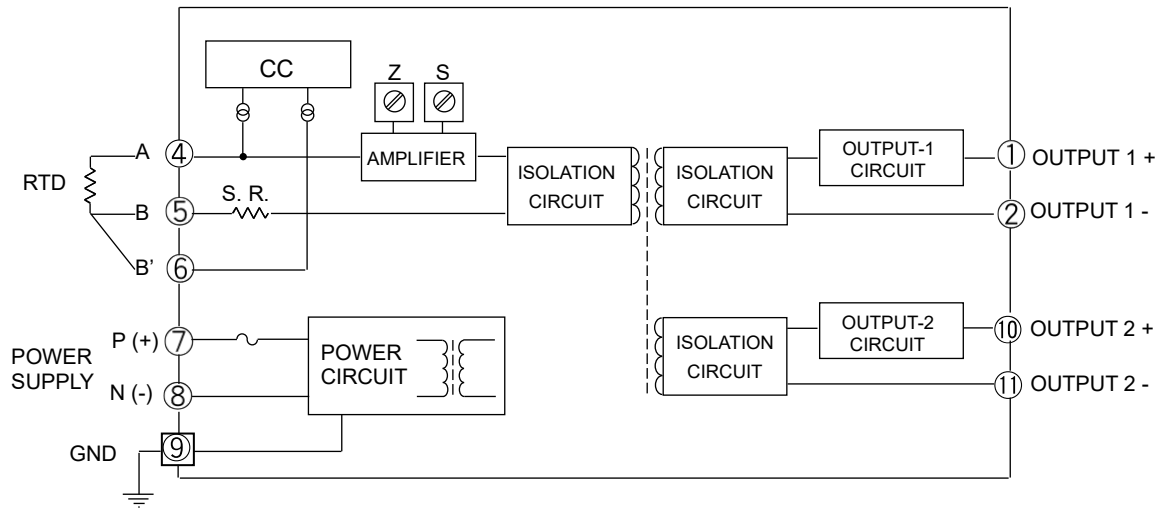 CC
Z S
A ④ AMPLIFIER
RTD
ISOLATION
CIRCUIT
ISOLATION
CIRCUIT
OUTPUT-1
CIRCUIT
① OUTPUT 1 +
B ⑤ S. R.
② OUTPUT 1 -
B' ⑥
POWER
SUPPLY
P (+) ⑦
POWER
CIRCUIT
N (-) ⑧
GND ⑨
ISOLATION
CIRCUIT
OUTPUT-2
CIRCUIT
⑩ OUTPUT 2 +
⑪ OUTPUT 2 -